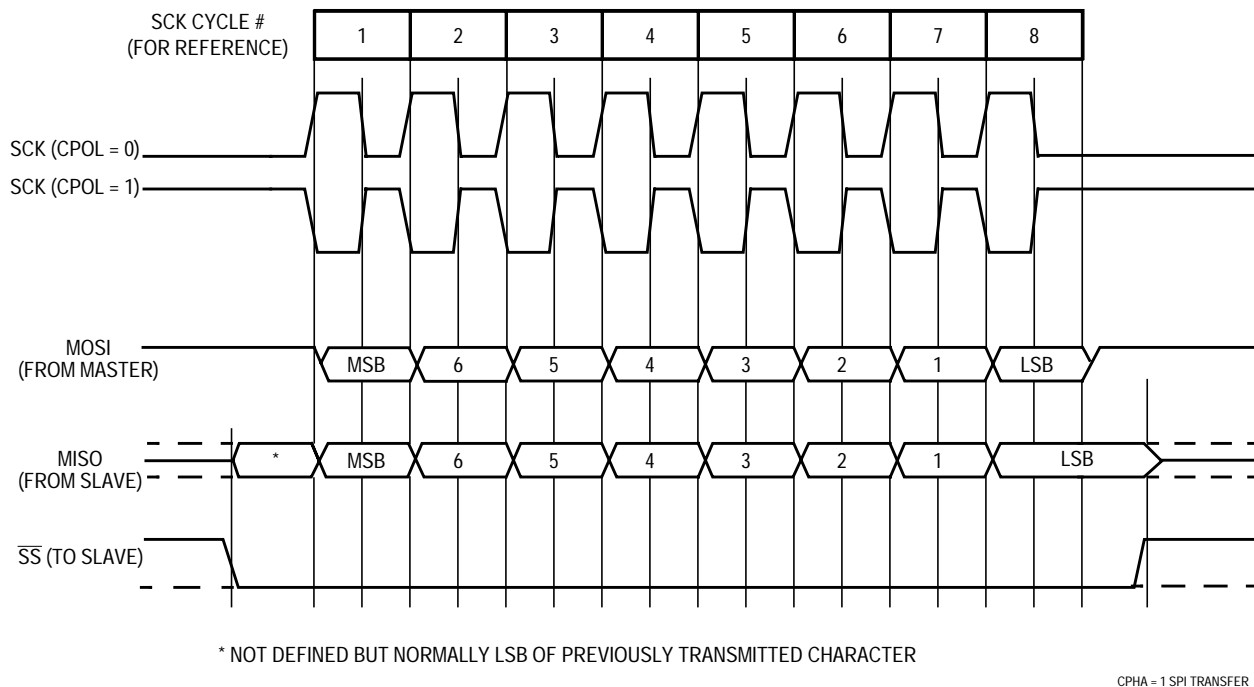 SCK CYCLE #
(FOR REFERENCE)
1 2 3 4 5 6 7 8
SCK (CPOL = 0)
SCK (CPOL = 1)
MOSI
(FROM MASTER)
MSB 6 5 4 3 2 1 LSB
MISO
(FROM SLAVE)
* MSB 6 5 4 3 2 1 LSB
S̅S̅ (TO SLAVE)
* NOT DEFINED BUT NORMALLY LSB OF PREVIOUSLY TRANSMITTED CHARACTER
CPHA = 1 SPI TRANSFER